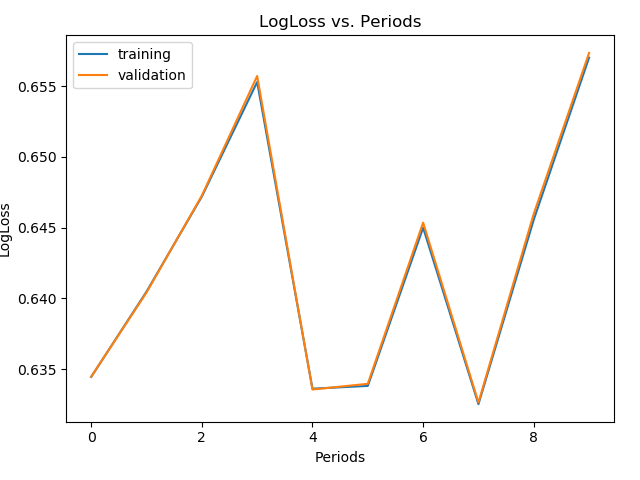 LogLoss vs. Periods
training
validation
0.655
0.650
0.645
0.640
0.635
LogLoss
0
2
4
6
8
Periods